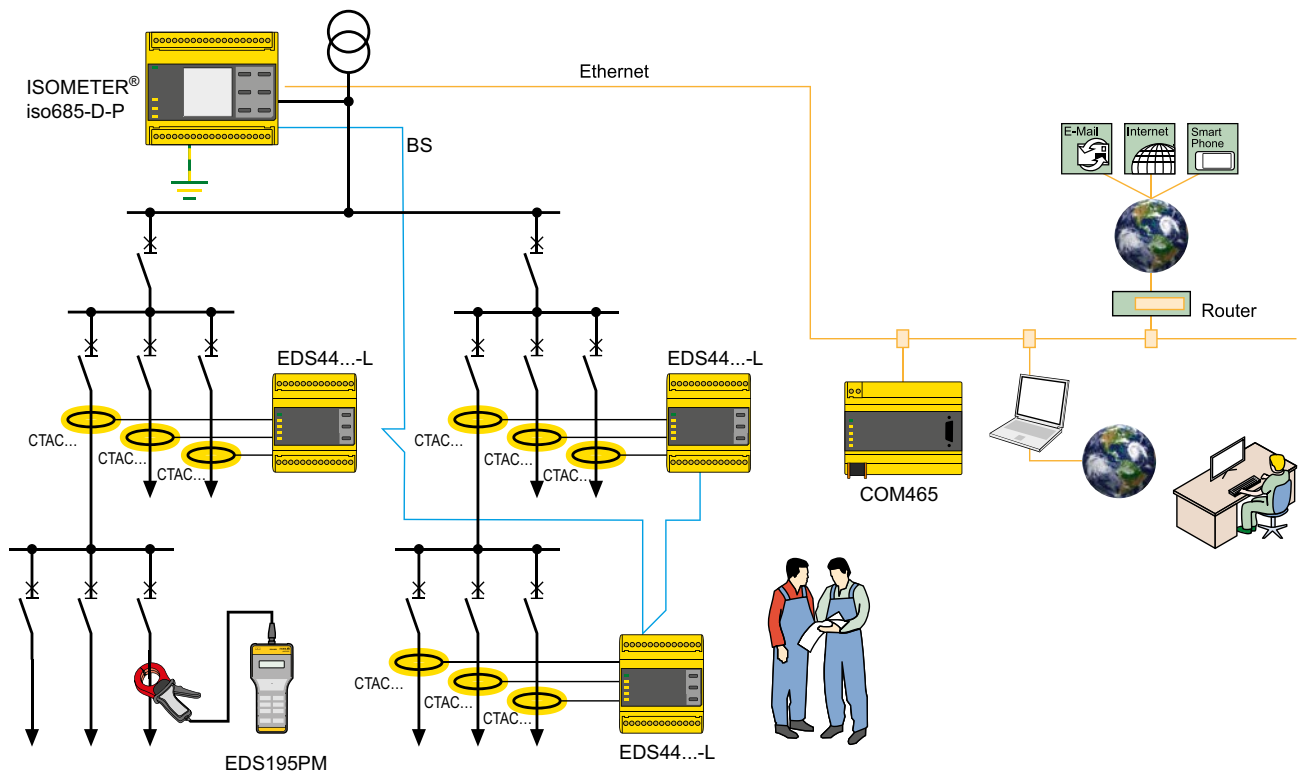 ISOMETER®
iso685-D-P
Ethernet
BS
E-Mail
Internet
Smart
Phone
Router
EDS44...-L
EDS44...-L
CTAC...
CTAC...
CTAC...
CTAC...
CTAC...
CTAC...
COM465
CTAC...
CTAC...
CTAC...
EDS195PM
EDS44...-L